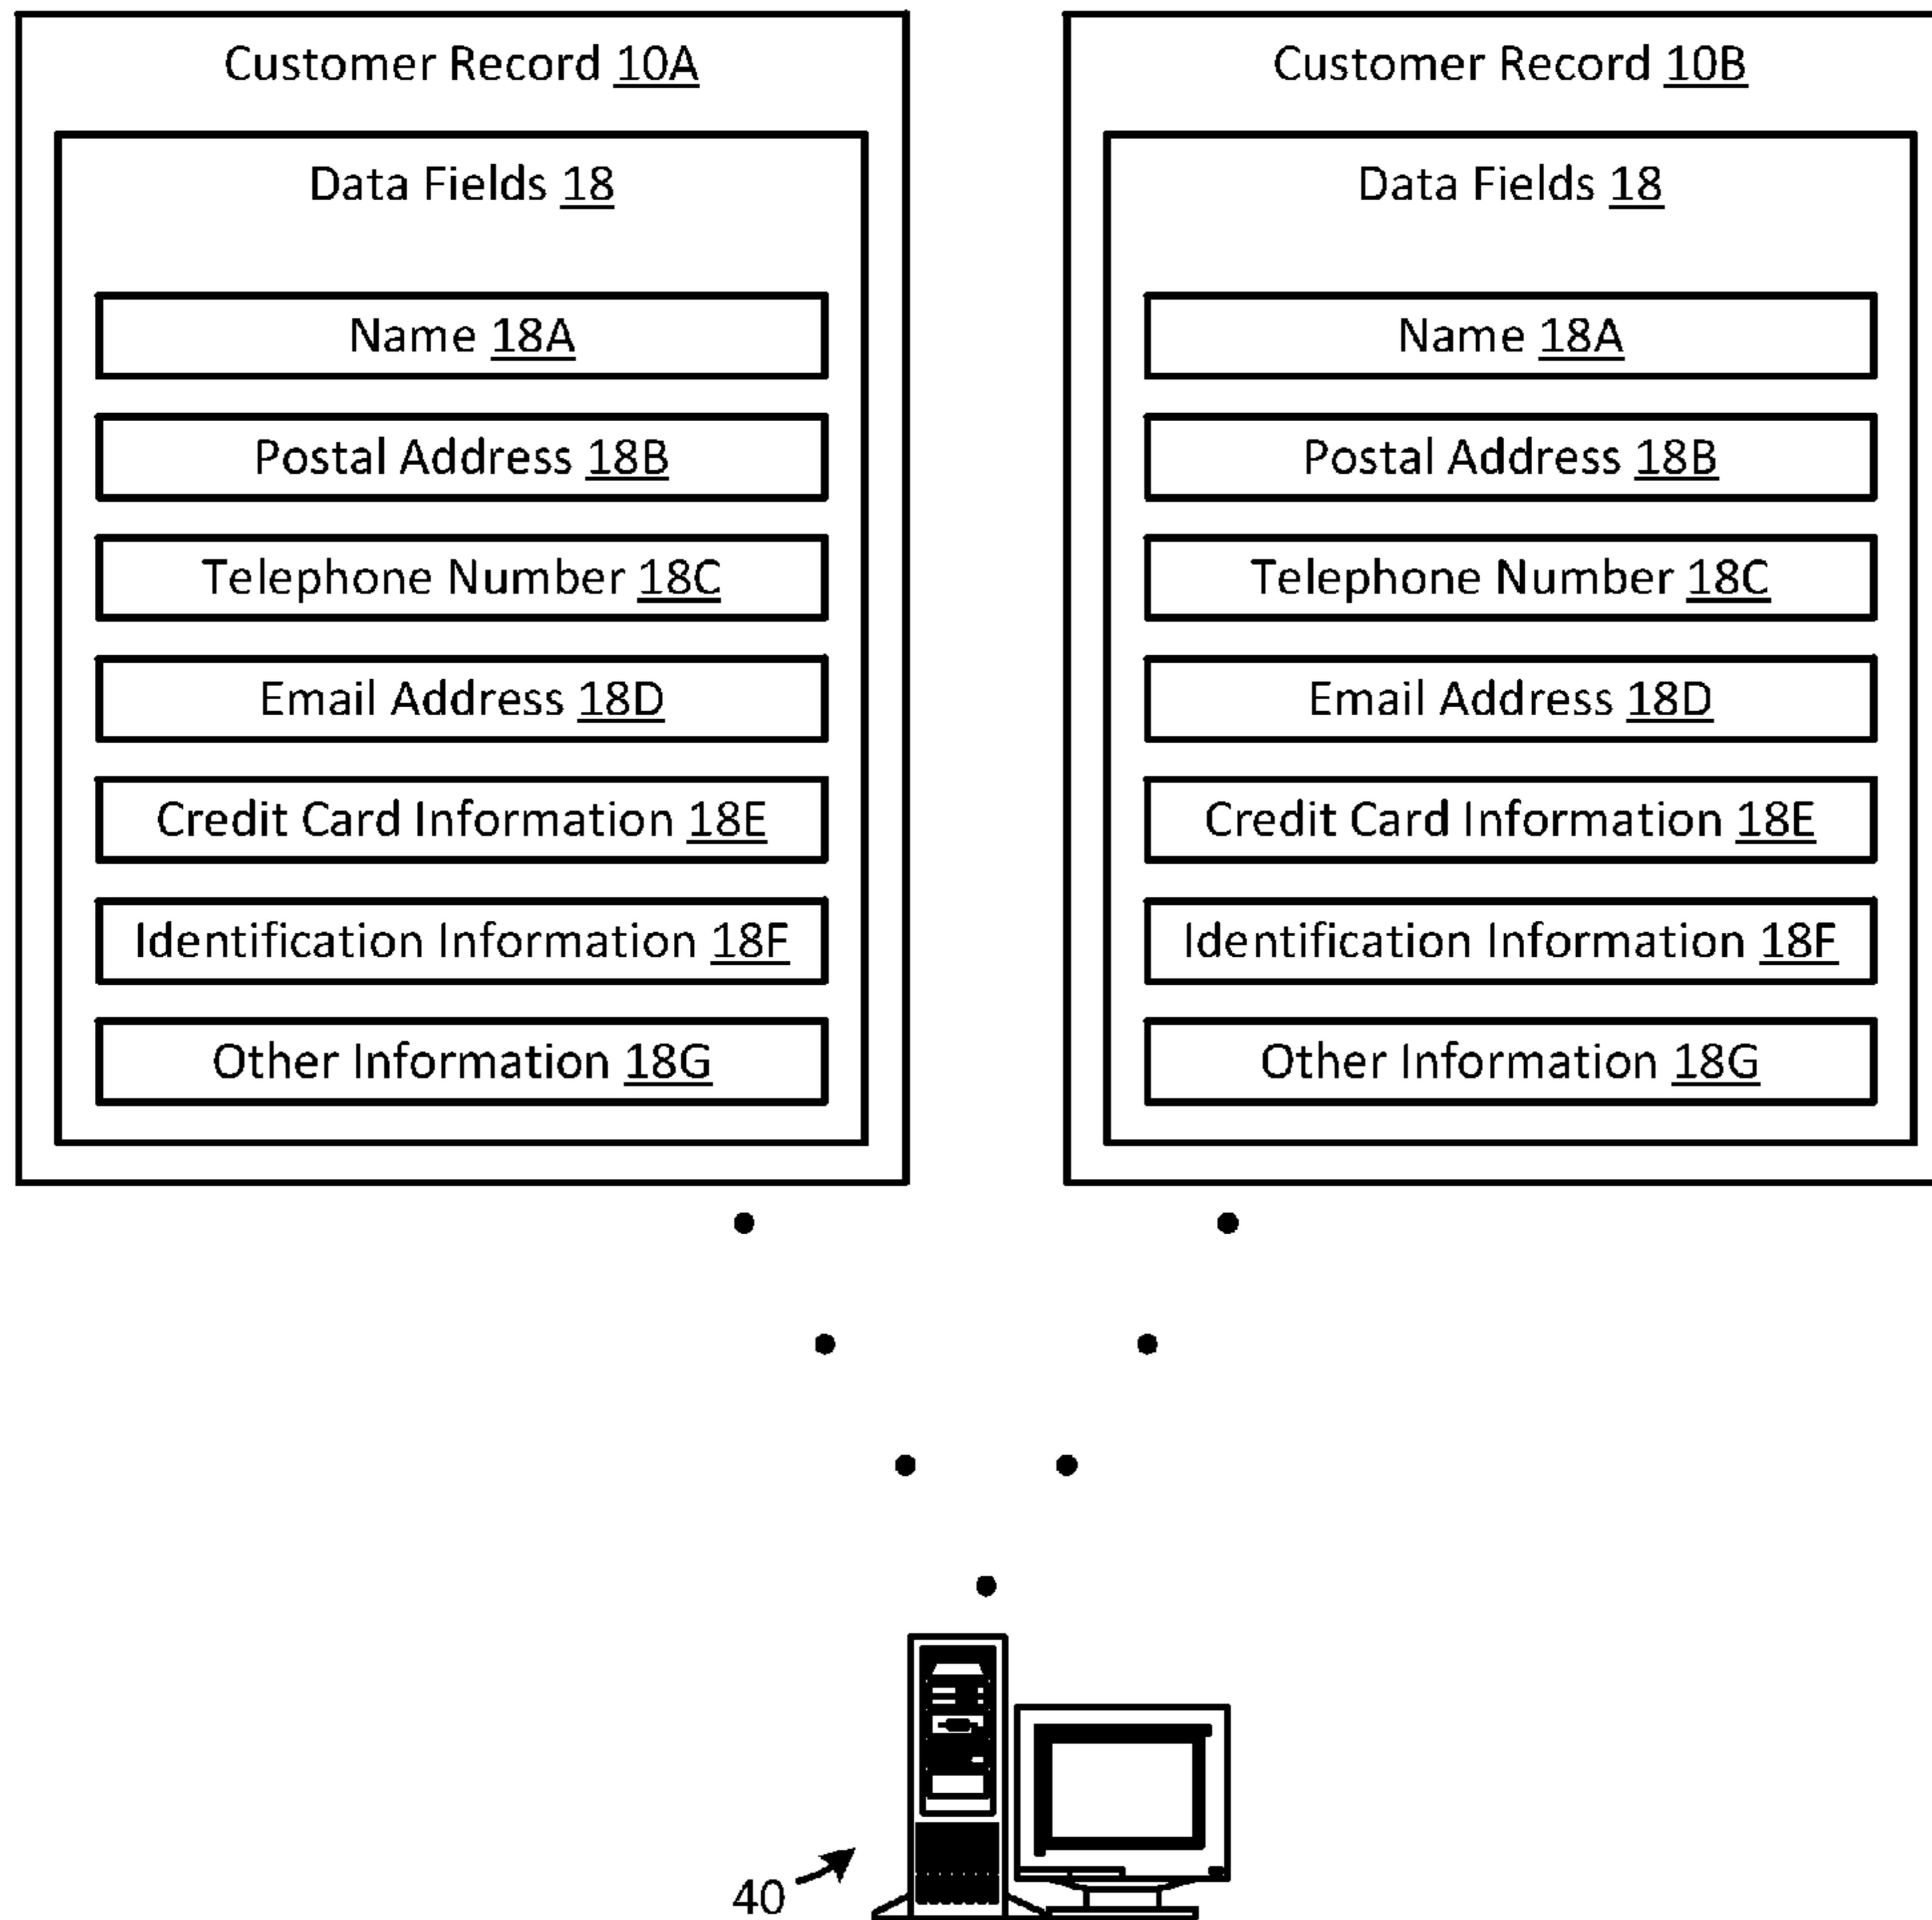 Customer Record 10A
Data Fields 18
Name 18A
Postal Address 18B
Telephone Number 18C
Email Address 18D
Credit Card Information 18E
Identification Information 18F
Other Information 18G
Customer Record 10B
Data Fields 18
Name 18A
Postal Address 18B
Telephone Number 18C
Email Address 18D
Credit Card Information 18E
Identification Information 18F
Other Information 18G
40